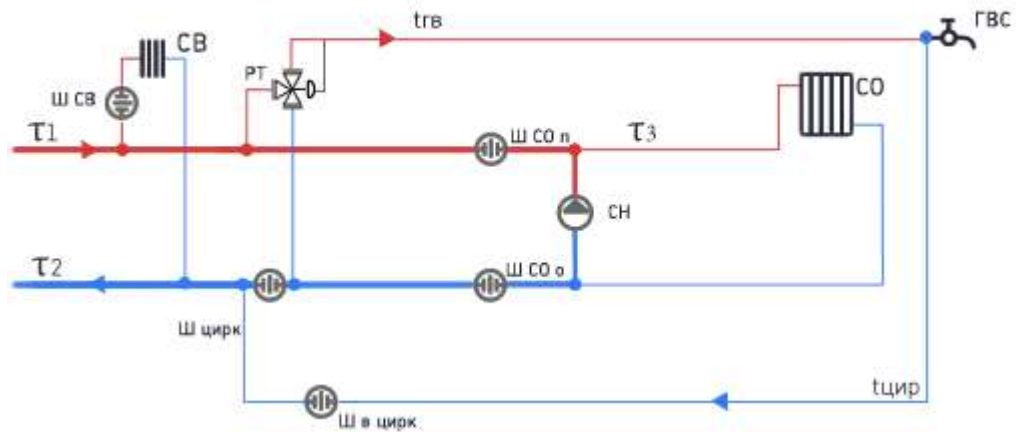 tгв
ГВС
СВ
РТ
Ш СВ
СО
τ1
Ш СО п
τ3
СН
τ2
Ш СО о
Ш цирк
tцир
Ш в цирк